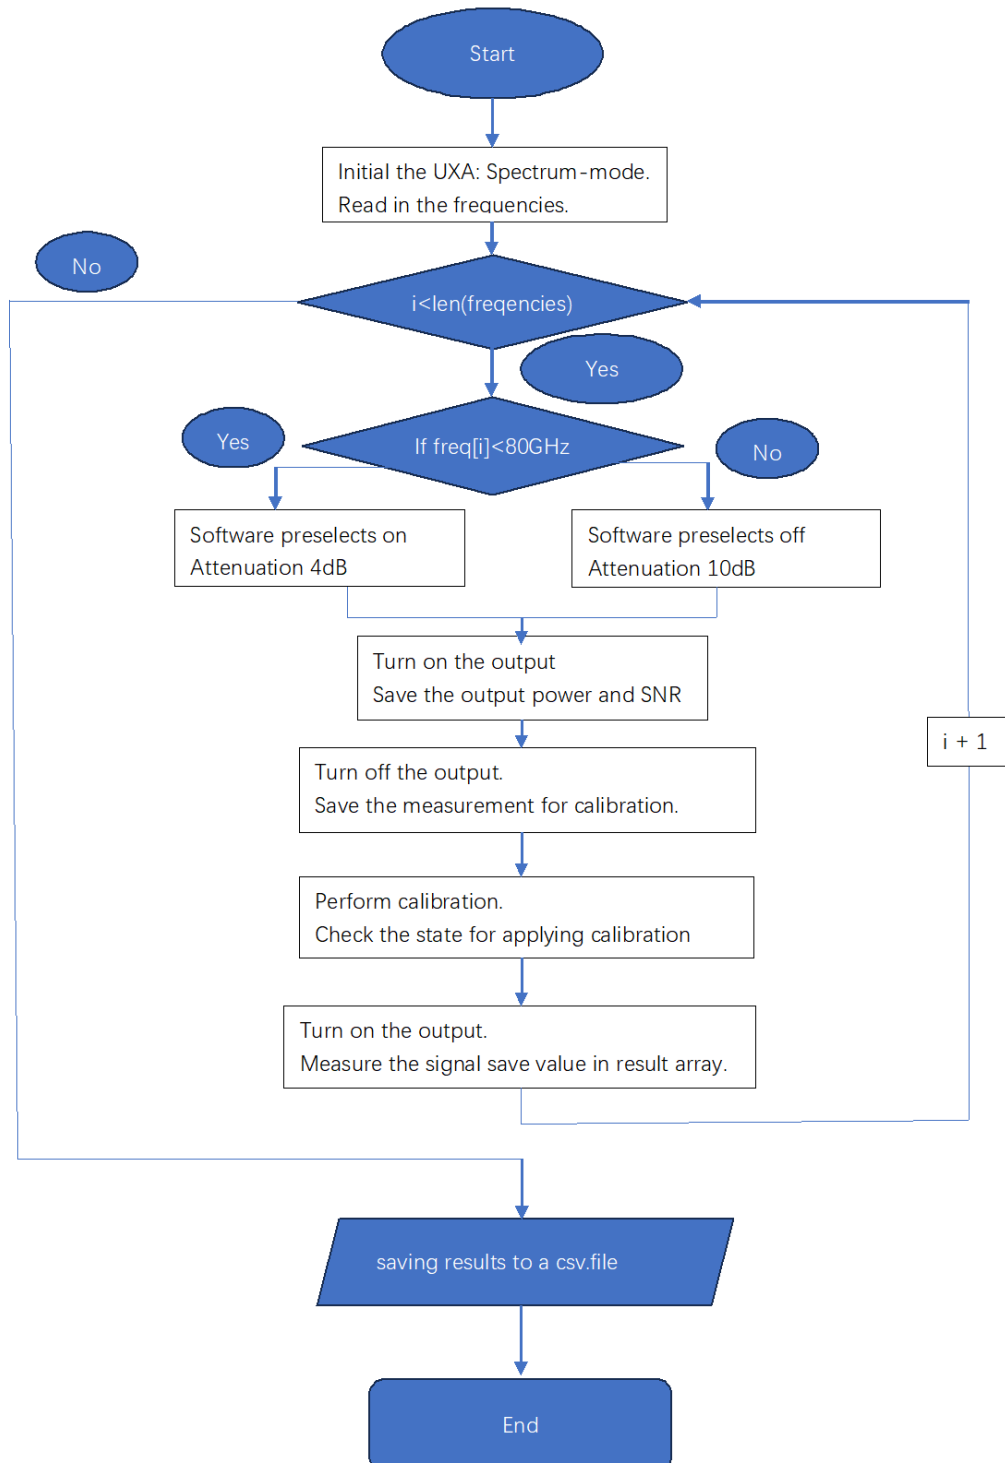 Start
Initial the UXA: Spectrum-mode.
Read in the frequencies.
No
i<len(freqencies)
Yes
Yes
If freq[i]<80GHz
No
Software preselects on
Attenuation 4dB
Software preselects off
Attenuation 10dB
Turn on the output
Save the output power and SNR
i + 1
Turn off the output.
Save the measurement for calibration.
Perform calibration.
Check the state for applying calibration
Turn on the output.
Measure the signal save value in result array.
saving results to a csv.file
End